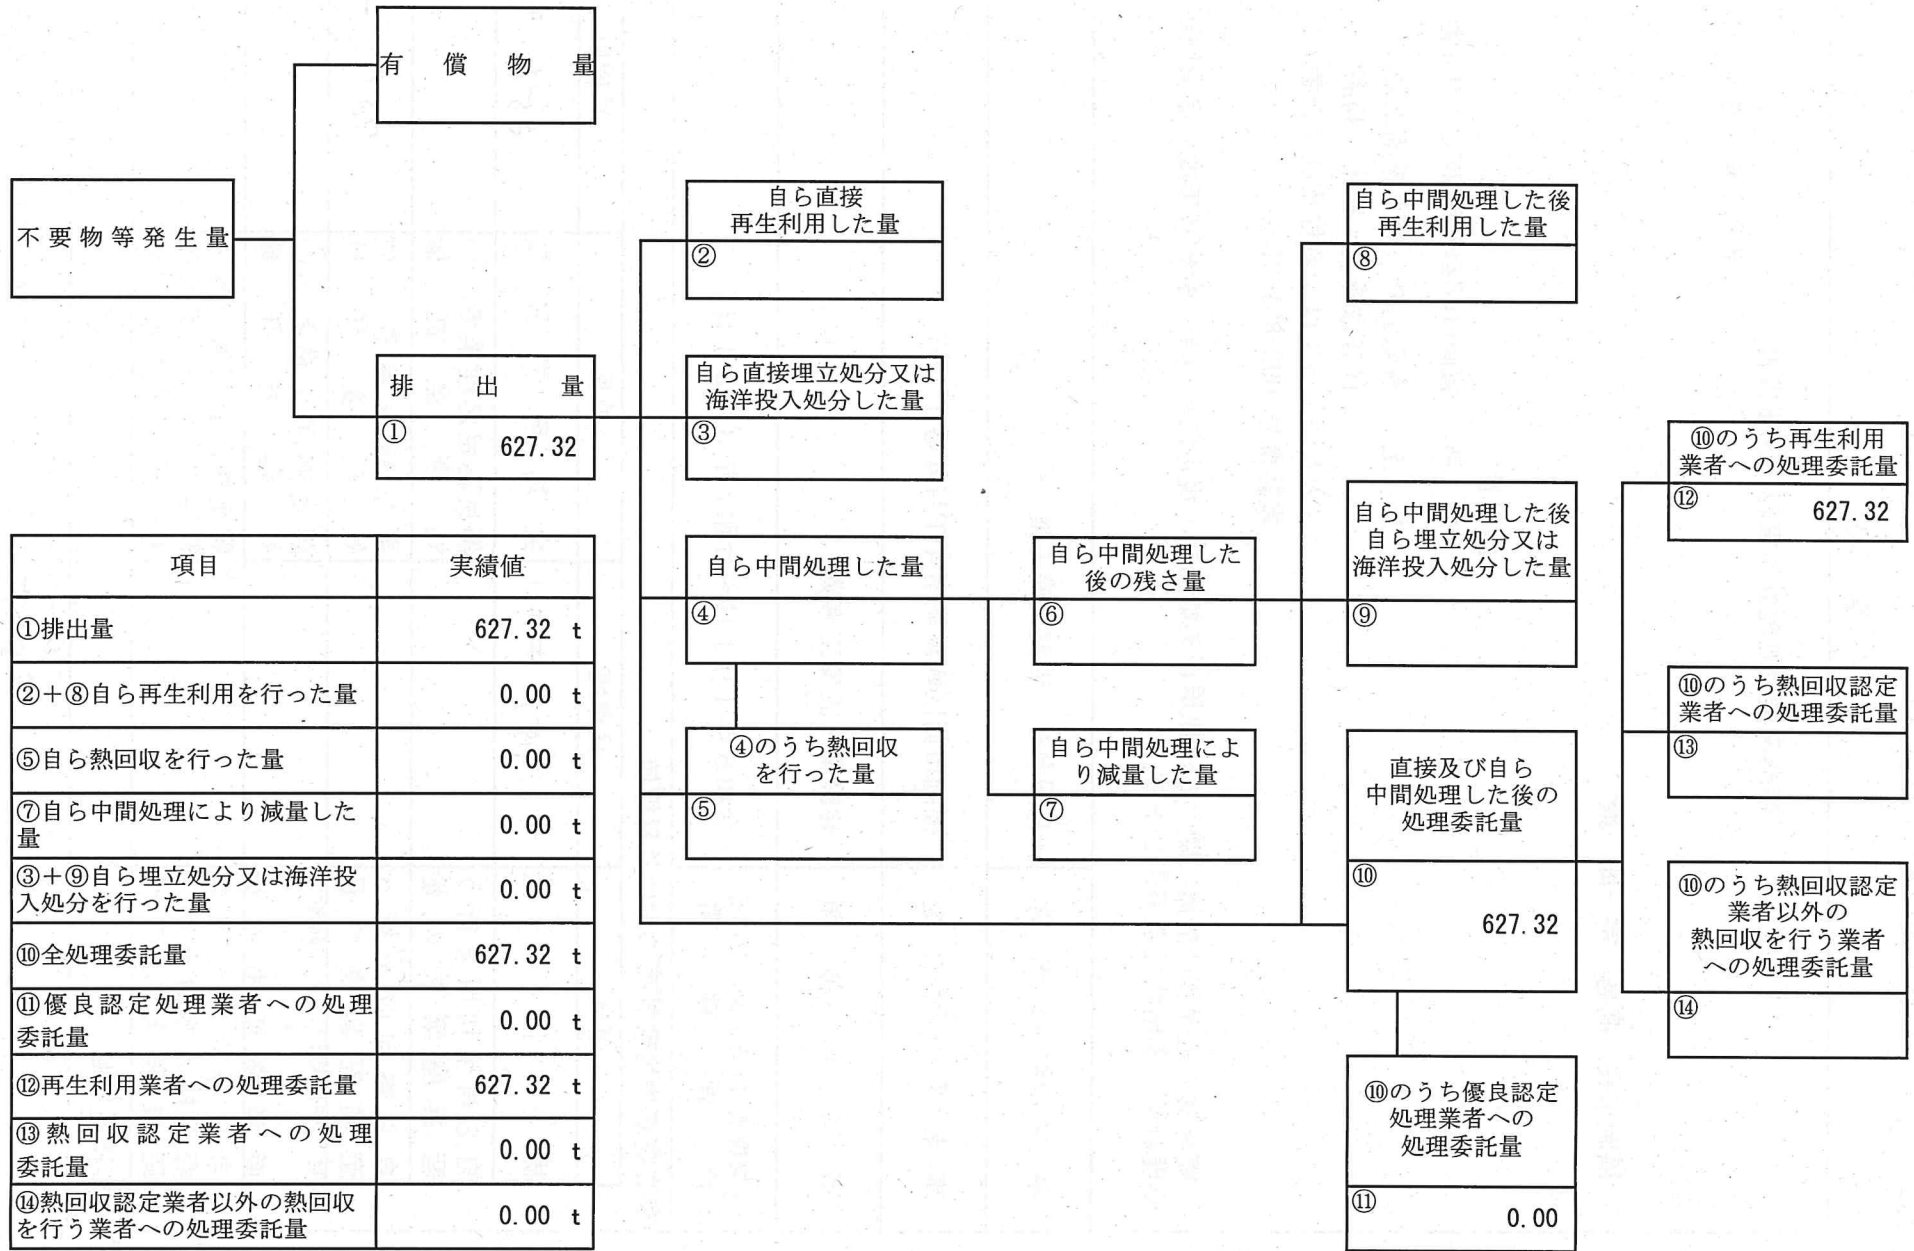 有償物量
不要物等発生量
排出量
①
627.32
自ら直接
再生利用した量
②
自ら直接埋立処分又は
海洋投入処分した量
③
自ら中間処理した量
④
④のうち熱回収
を行った量
⑤
自ら中間処理した
後の残さ量
⑥
自ら中間処理によ
り減量した量
⑦
自ら中間処理した後
再生利用した量
⑧
自ら中間処理した後
自ら埋立処分又は
海洋投入処分した量
⑨
直接及び自ら
中間処理した後の
処理委託量
⑩
627.32
⑩のうち優良認定
処理業者への
処理委託量
⑪
0.00
⑩のうち再生利用
業者への処理委託量
⑫
627.32
⑩のうち熱回収認定
業者への処理委託量
⑬
⑩のうち熱回収認定
業者以外の
熱回収を行う業者
への処理委託量
⑭
項目 実績値
①排出量 627.32 t
②+⑧自ら再生利用を行った量 0.00 t
⑤自ら熱回収を行った量 0.00 t
⑦自ら中間処理により減量した
量 0.00 t
③+⑨自ら埋立処分又は海洋投
入処分を行った量 0.00 t
⑩全処理委託量 627.32 t
⑪優良認定処理業者への処理
委託量 0.00 t
⑫再生利用業者への処理委託量 627.32 t
⑬熱回収認定業者への処理
委託量 0.00 t
⑭熱回収認定業者以外の熱回収
を行う業者への処理委託量 0.00 t